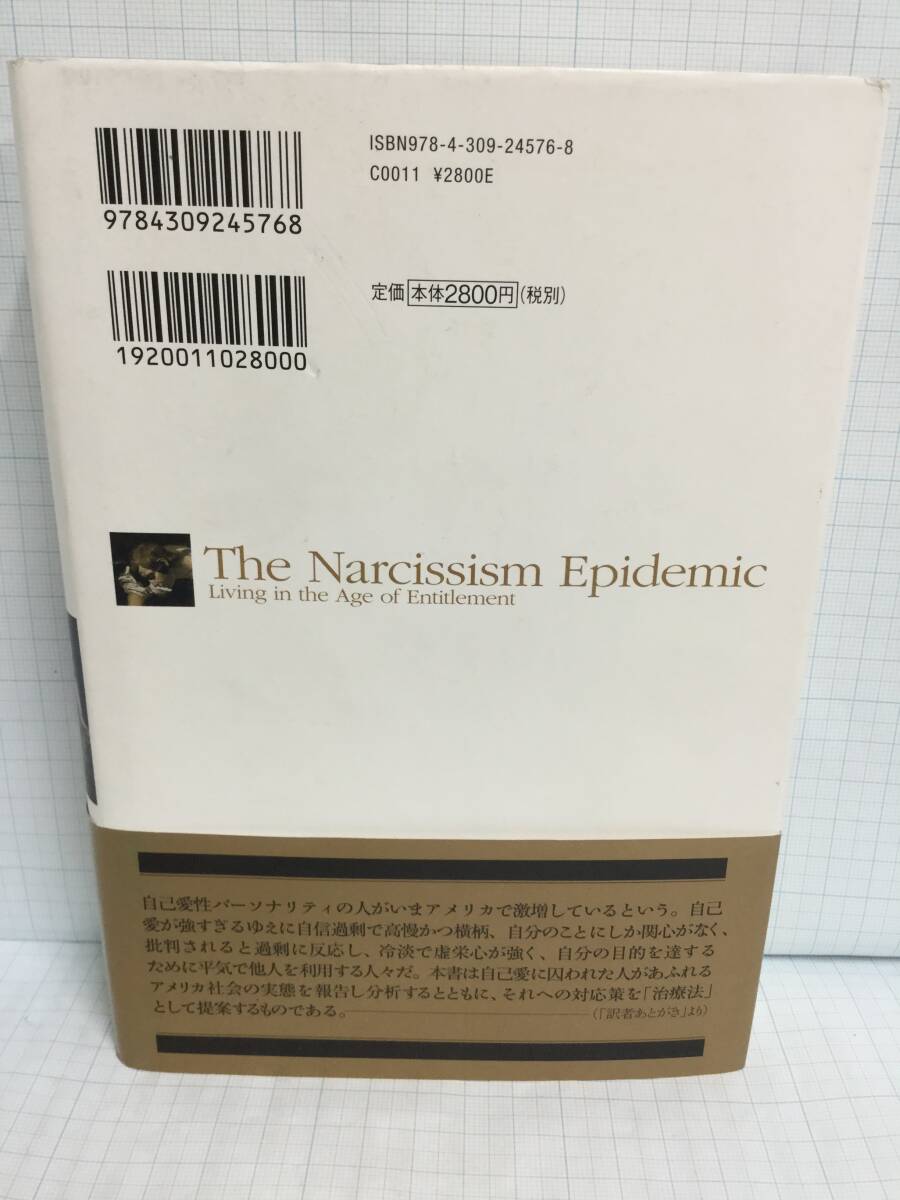 ISBN978-4-309-24576-8
C0011 ¥2800E
9784309245768
定価 本体2800円 (税別)
1920011028000
The Narcissism Epidemic
Living in the Age of Entitlement
自己愛性パーソナリティの人がいまアメリカで激増しているという。自己
愛が強すぎるゆえに自信過剰で高慢かつ横柄、自分のことにしか関心がなく、
批判されると過剰に反応し、冷淡で虚栄心が強く、自分の目的を達する
ために平気で他人を利用する人々だ。本書は自己愛に囚われた人があふれる
アメリカ社会の実態を報告し分析するとともに、それへの対応策を「治療法」
として提案するものである。――――(「訳者あとがき」より)